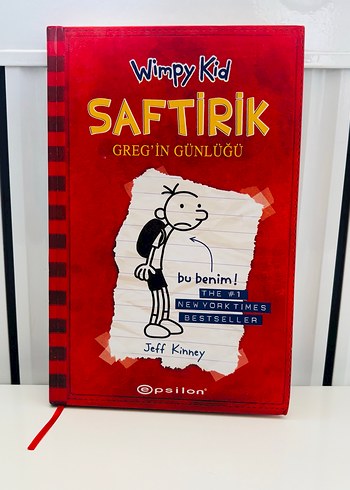 Wimpy Kid
SAFTİRİK
GREG'İN GÜNLÜĞÜ
bu benim!
THE #1
NEW YORK TIMES
BESTSELLER
Jeff Kinney
epsilon